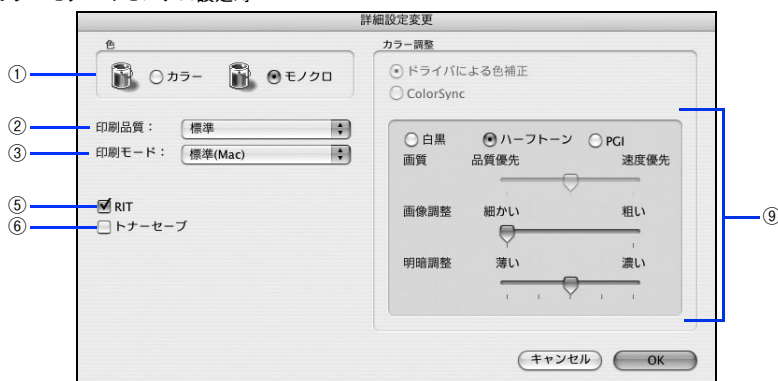 詳細設定変更
色
① カラー モノクロ
② 印刷品質： 標準
③ 印刷モード： 標準(Mac)
⑤ RIT
⑥ トナーセーブ
カラー調整
ドライバによる色補正
ColorSync
白黒 ハーフトーン PGI
画質 品質優先 速度優先
画像調整 細かい 粗い
明暗調整 薄い 濃い
⑨
キャンセル OK